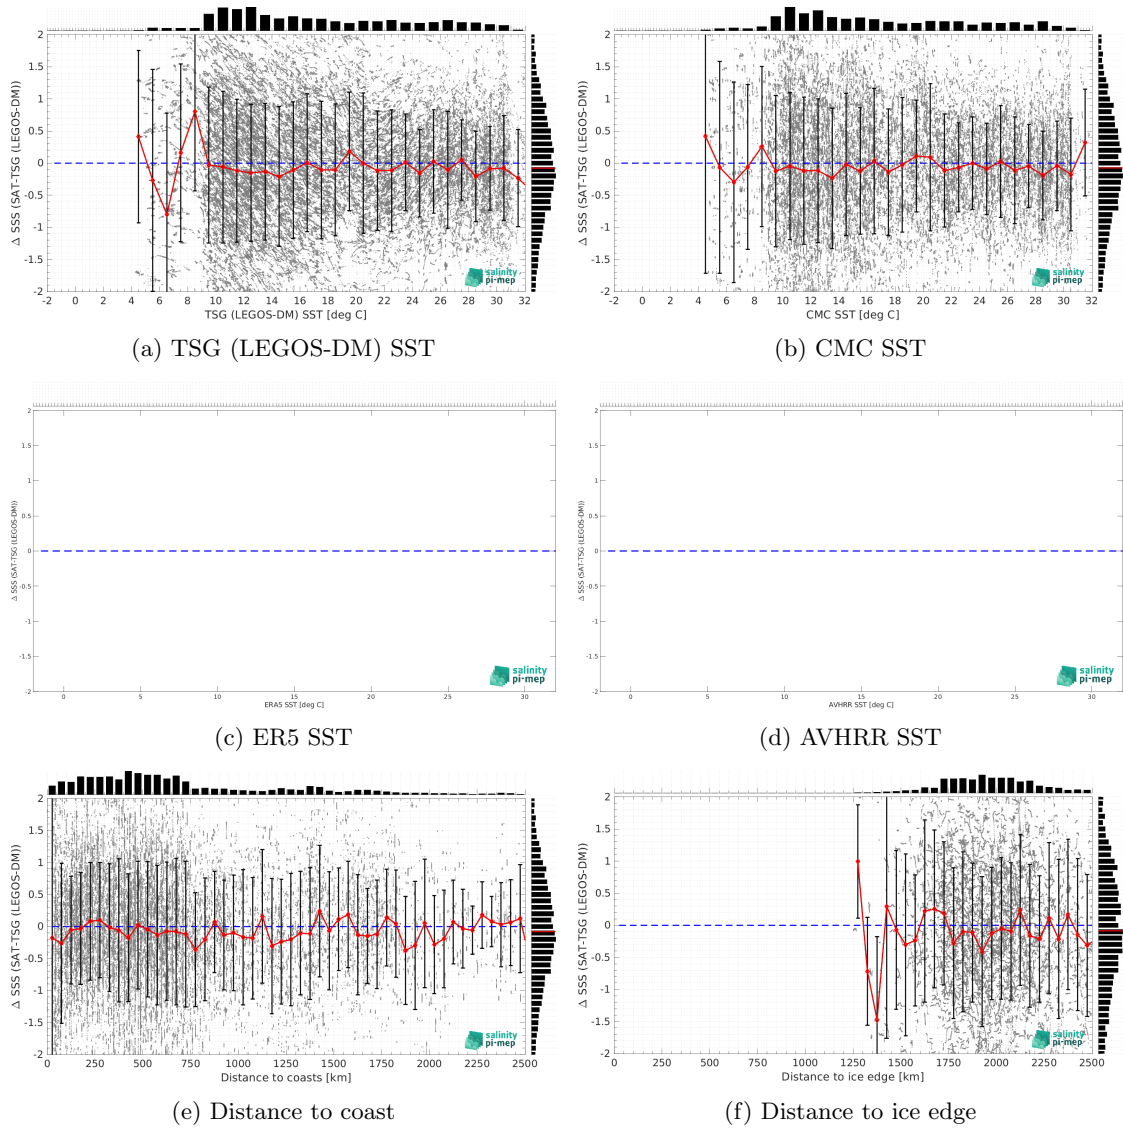 2
1.5
1
0.5
0
-0.5
-1
-1.5
-2
Δ SSS (SAT-TSG (LEGOS-DM))
-2 0 2 4 6 8 10 12 14 16 18 20 22 24 26 28 30 32
TSG (LEGOS-DM) SST [deg C]
salinity
pi-mep
(a) TSG (LEGOS-DM) SST
2
1.5
1
0.5
0
-0.5
-1
-1.5
-2
Δ SSS (SAT-TSG (LEGOS-DM))
-2 0 2 4 6 8 10 12 14 16 18 20 22 24 26 28 30 32
CMC SST [deg C]
salinity
pi-mep
(b) CMC SST
2
1.5
1
0.5
0
-0.5
-1
-1.5
-2
Δ SSS (SAT-TSG (LEGOS-DM))
0 5 10 15 20 25 30
ERA5 SST [deg C]
salinity
pi-mep
(c) ER5 SST
2
1.5
1
0.5
0
-0.5
-1
-1.5
-2
Δ SSS (SAT-TSG (LEGOS-DM))
0 5 10 15 20 25 30
AVHRR SST [deg C]
salinity
pi-mep
(d) AVHRR SST
2
1.5
1
0.5
0
-0.5
-1
-1.5
-2
Δ SSS (SAT-TSG (LEGOS-DM))
0 250 500 750 1000 1250 1500 1750 2000 2250 2500
Distance to coasts [km]
salinity
pi-mep
(e) Distance to coast
2
1.5
1
0.5
0
-0.5
-1
-1.5
-2
Δ SSS (SAT-TSG (LEGOS-DM))
0 250 500 750 1000 1250 1500 1750 2000 2250 2500
Distance to ice edge [km]
salinity
pi-mep
(f) Distance to ice edge